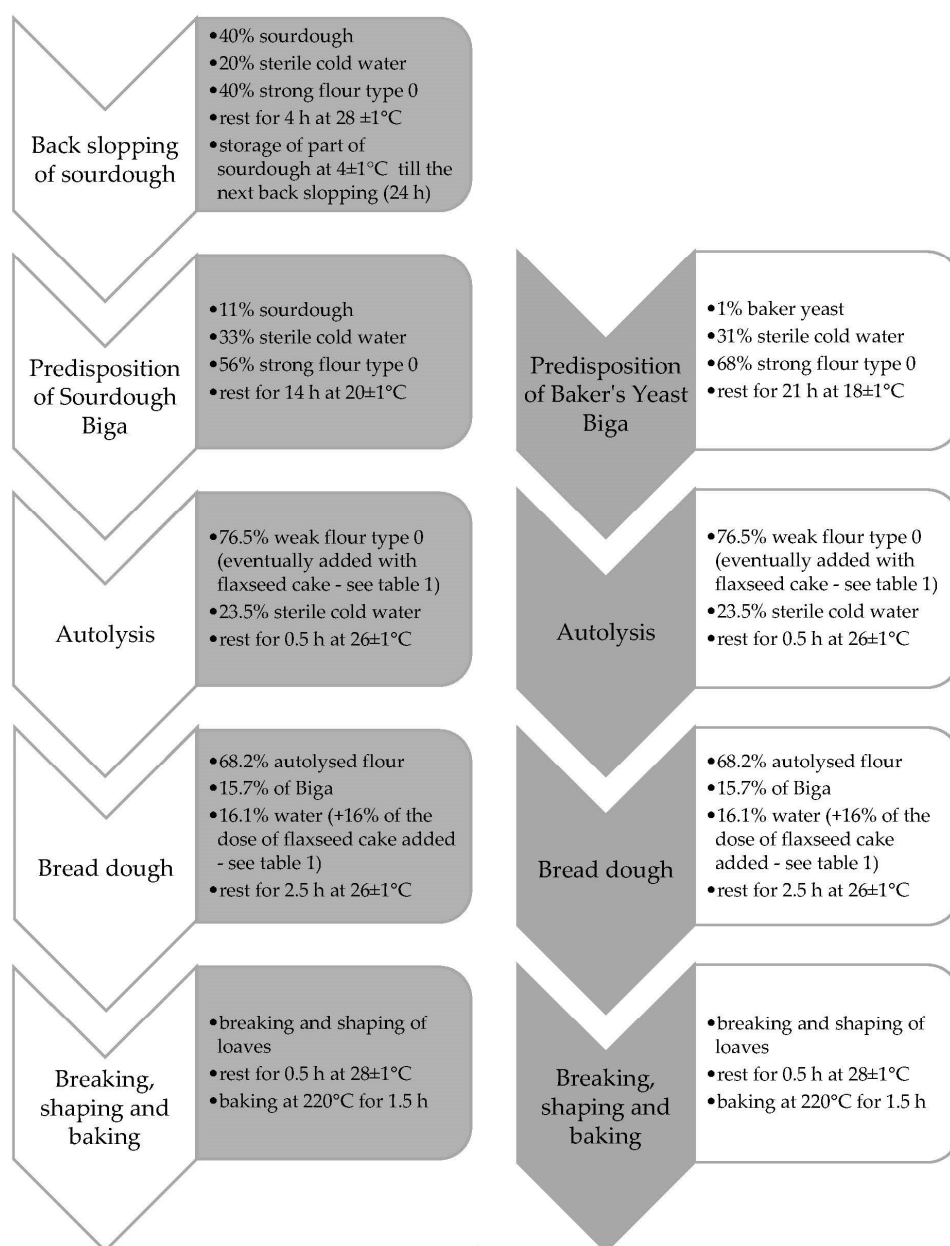 Back slopping
of sourdough
•40% sourdough
•20% sterile cold water
•40% strong flour type 0
•rest for 4 h at 28 ±1°C
•storage of part of
sourdough at 4±1°C till the
next back slopping (24 h)
Predisposition
of Sourdough
Biga
•11% sourdough
•33% sterile cold water
•56% strong flour type 0
•rest for 14 h at 20±1°C
Autolysis
•76.5% weak flour type 0
(eventually added with
flaxseed cake - see table 1)
•23.5% sterile cold water
•rest for 0.5 h at 26±1°C
Bread dough
•68.2% autolysed flour
•15.7% of Biga
•16.1% water (+16% of the
dose of flaxseed cake added
- see table 1)
•rest for 2.5 h at 26±1°C
Breaking,
shaping and
baking
•breaking and shaping of
loaves
•rest for 0.5 h at 28±1°C
•baking at 220°C for 1.5 h
Predisposition
of Baker's Yeast
Biga
•1% baker yeast
•31% sterile cold water
•68% strong flour type 0
•rest for 21 h at 18±1°C
Autolysis
•76.5% weak flour type 0
(eventually added with
flaxseed cake - see table 1)
•23.5% sterile cold water
•rest for 0.5 h at 26±1°C
Bread dough
•68.2% autolysed flour
•15.7% of Biga
•16.1% water (+16% of the
dose of flaxseed cake
added - see table 1)
•rest for 2.5 h at 26±1°C
Breaking,
shaping and
baking
•breaking and shaping of
loaves
•rest for 0.5 h at 28±1°C
•baking at 220°C for 1.5 h